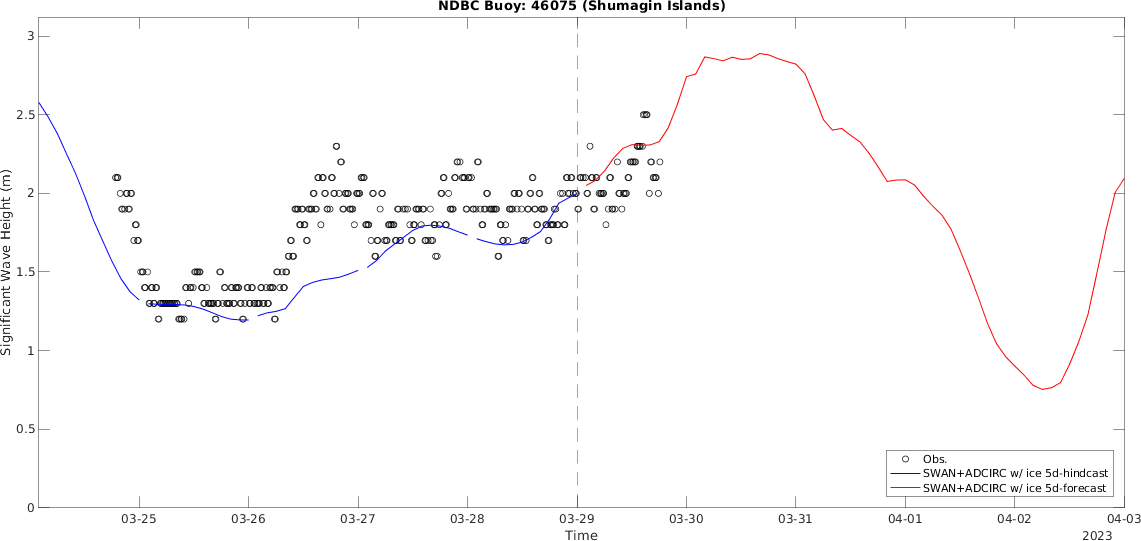 NDBC Buoy: 46075 (Shumagin Islands)
Significant Wave Height (m)
3
2.5
2
1.5
1
0.5
0
Obs.
SWAN+ADCIRC w/ ice 5d-hindcast
SWAN+ADCIRC w/ ice 5d-forecast
03-25 03-26 03-27 03-28 03-29 03-30 03-31 04-01 04-02 04-03
Time
2023